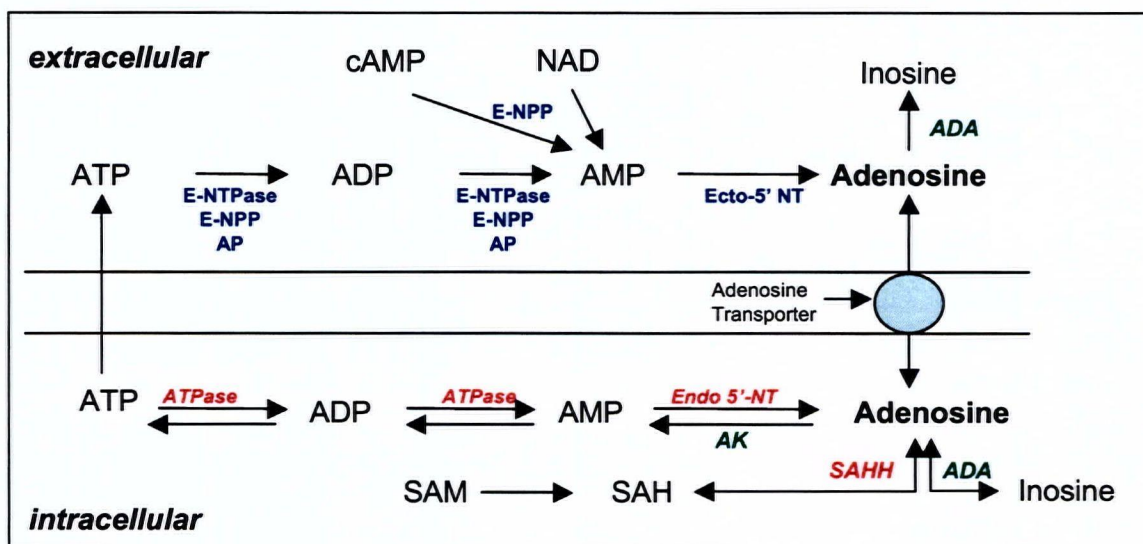 extracellular
cAMP
NAD
Inosine
E-NPP
ADA
ATP
ADP
AMP
Adenosine
E-NTPase
E-NPP
AP
E-NTPase
E-NPP
AP
Ecto-5' NT
Adenosine
Transporter
ATP
ATPase
ADP
ATPase
AMP
Endo 5'-NT
AK
Adenosine
SAHH
ADA
SAM
SAH
Inosine
intracellular